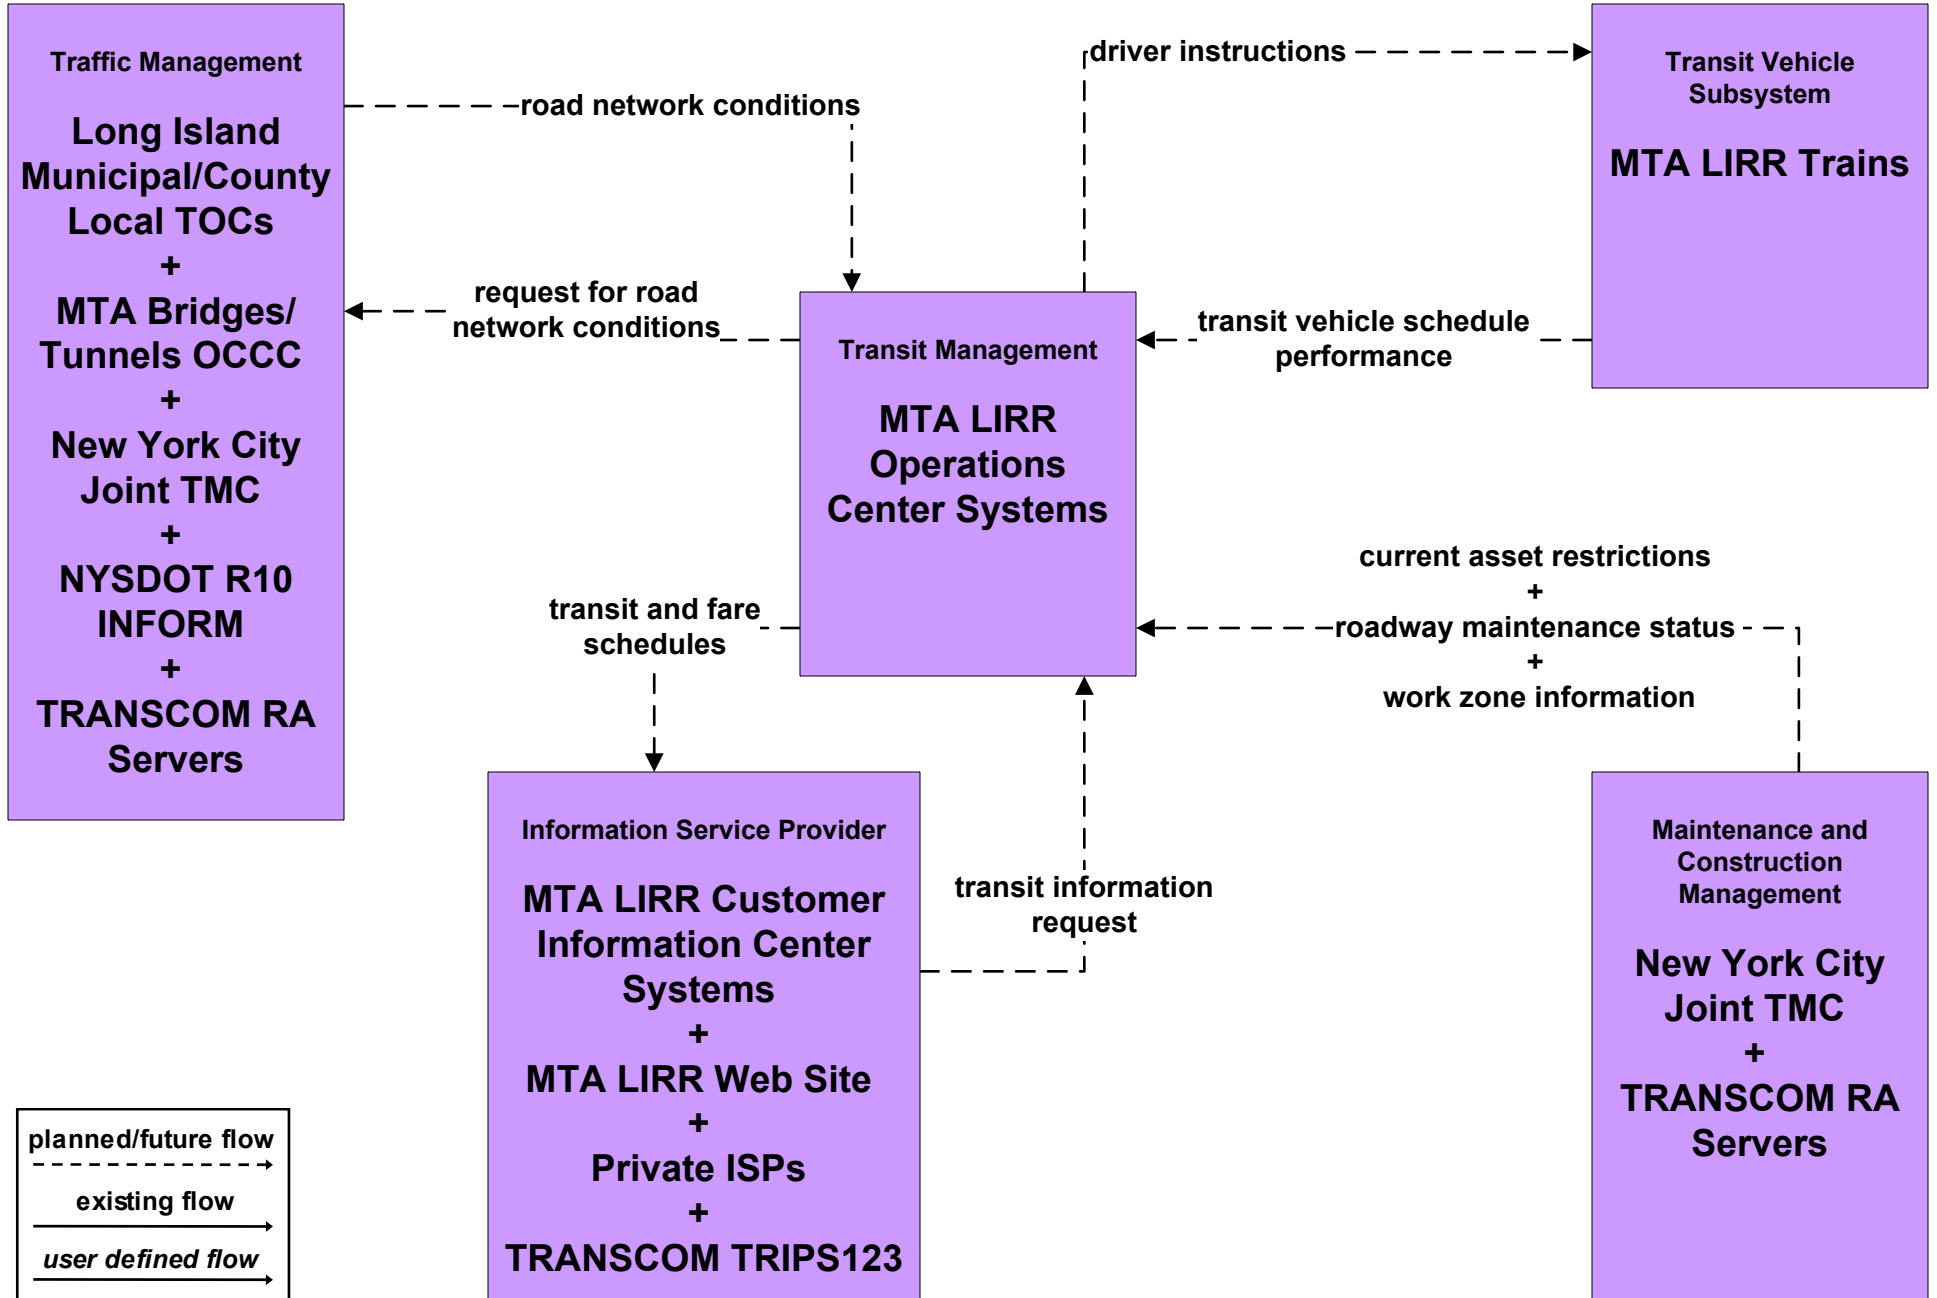 Traffic Management
Long Island
Municipal/County
Local TOCs
+
MTA Bridges/
Tunnels OCCC
+
New York City
Joint TMC
+
NYSDOT R10
INFORM
+
TRANSCOM RA
Servers
road network conditions
request for road
network conditions
driver instructions
Transit Vehicle
Subsystem
MTA LIRR Trains
transit vehicle schedule
performance
Transit Management
MTA LIRR
Operations
Center Systems
current asset restrictions
+
roadway maintenance status
+
work zone information
transit and fare
schedules
transit information
request
Information Service Provider
MTA LIRR Customer
Information Center
Systems
+
MTA LIRR Web Site
+
Private ISPs
+
TRANSCOM TRIPS123
Maintenance and
Construction
Management
New York City
Joint TMC
+
TRANSCOM RA
Servers
planned/future flow
existing flow
user defined flow